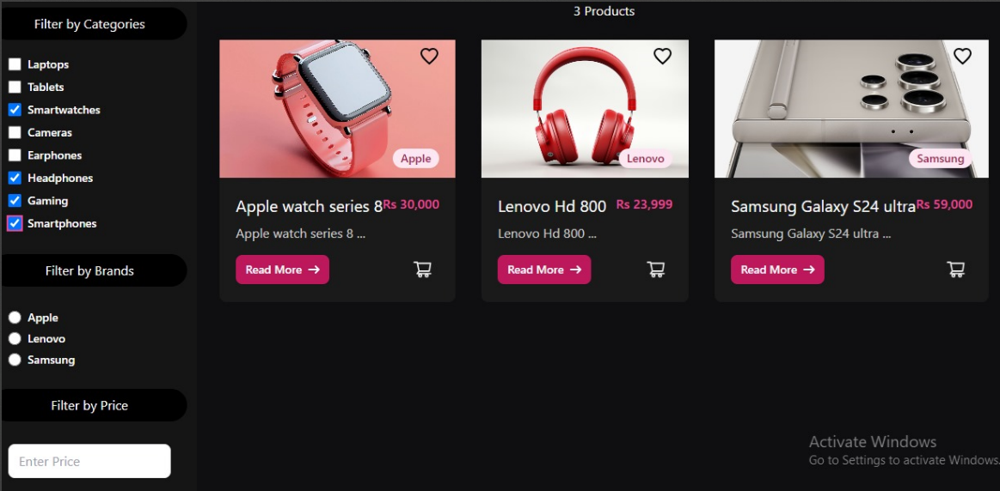 Filter by Categories
Laptops
Tablets
Smartwatches
Cameras
Earphones
Headphones
Gaming
Smartphones
Filter by Brands
Apple
Lenovo
Samsung
Filter by Price
Enter Price
3 Products
Apple
Apple watch series 8 Rs 30,000
Apple watch series 8 ...
Read More →
Lenovo
Lenovo Hd 800 Rs 23,999
Lenovo Hd 800 ...
Read More →
Samsung
Samsung Galaxy S24 ultra Rs 59,000
Samsung Galaxy S24 ultra ...
Read More →
Activate Windows
Go to Settings to activate Windows.